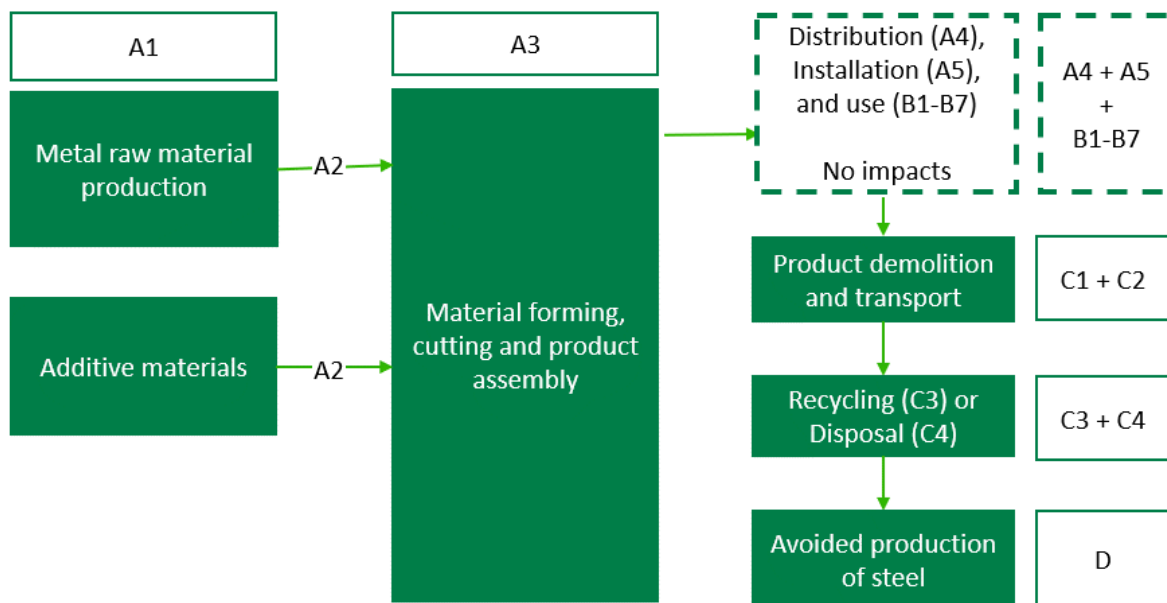 A1
Metal raw material
production
Additive materials
A2
A2
A3
Material forming,
cutting and product
assembly
Distribution (A4),
Installation (A5),
and use (B1-B7)
No impacts
A4 + A5
+
B1-B7
Product demolition
and transport
C1 + C2
Recycling (C3) or
Disposal (C4)
C3 + C4
Avoided production
of steel
D